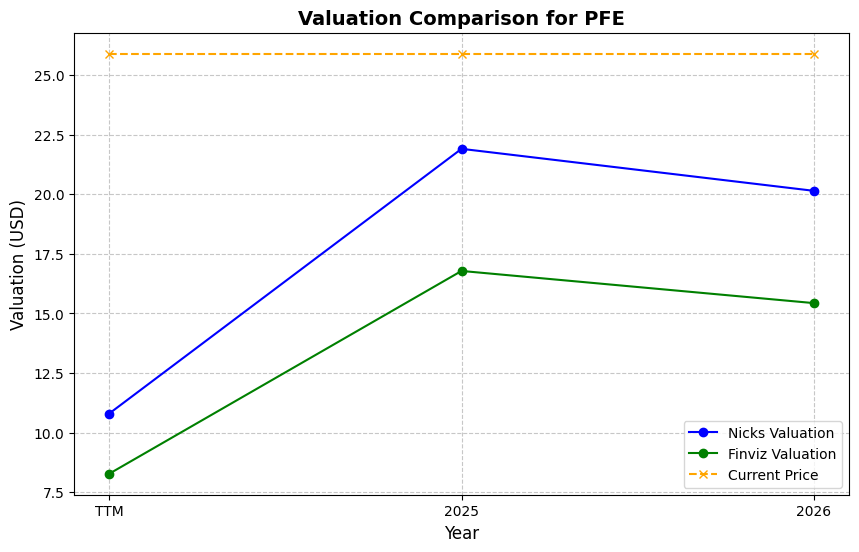 Valuation Comparison for PFE
Valuation (USD)
25.0
22.5
20.0
17.5
15.0
12.5
10.0
7.5
TTM
2025
2026
Year
Nicks Valuation
Finviz Valuation
Current Price